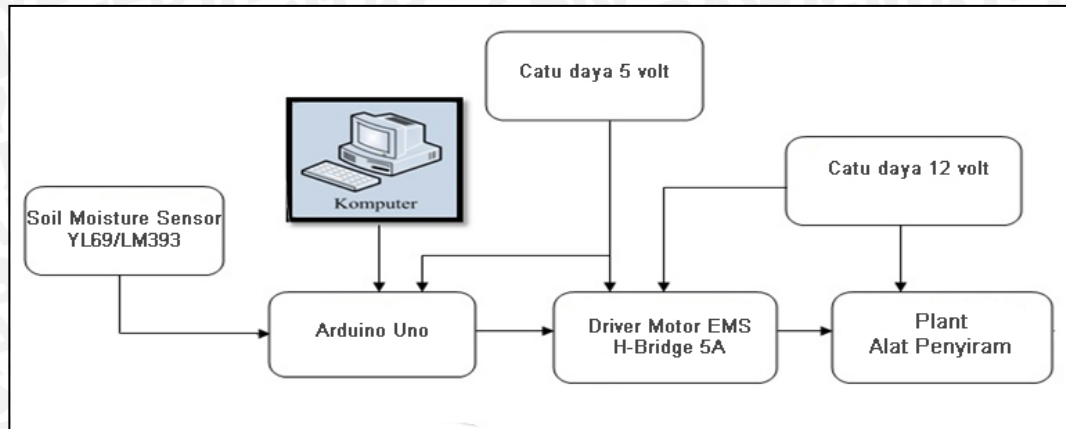 Catu daya 5 volt
Catu daya 12 volt
Komputer
Soil Moisture Sensor
YL69/LM393
Arduino Uno
Driver Motor EMS
H-Bridge 5A
Plant
Alat Penyiram